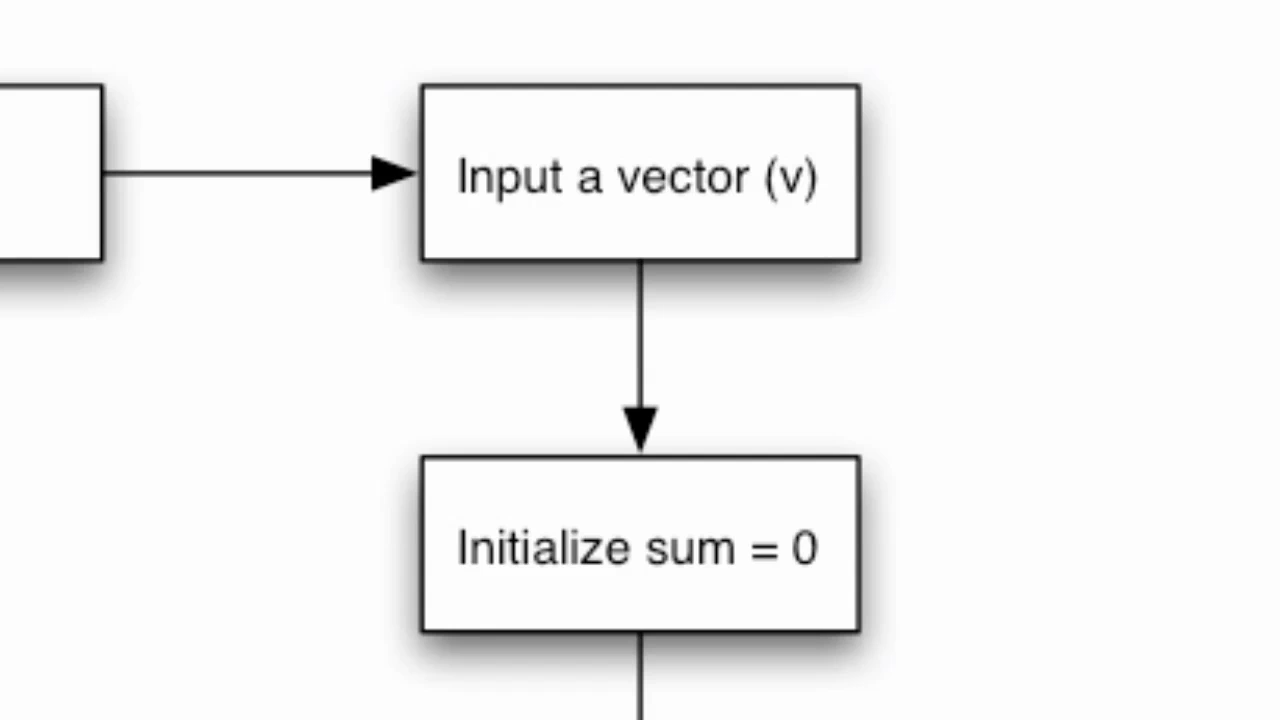 Input a vector (v)
Initialize sum = 0